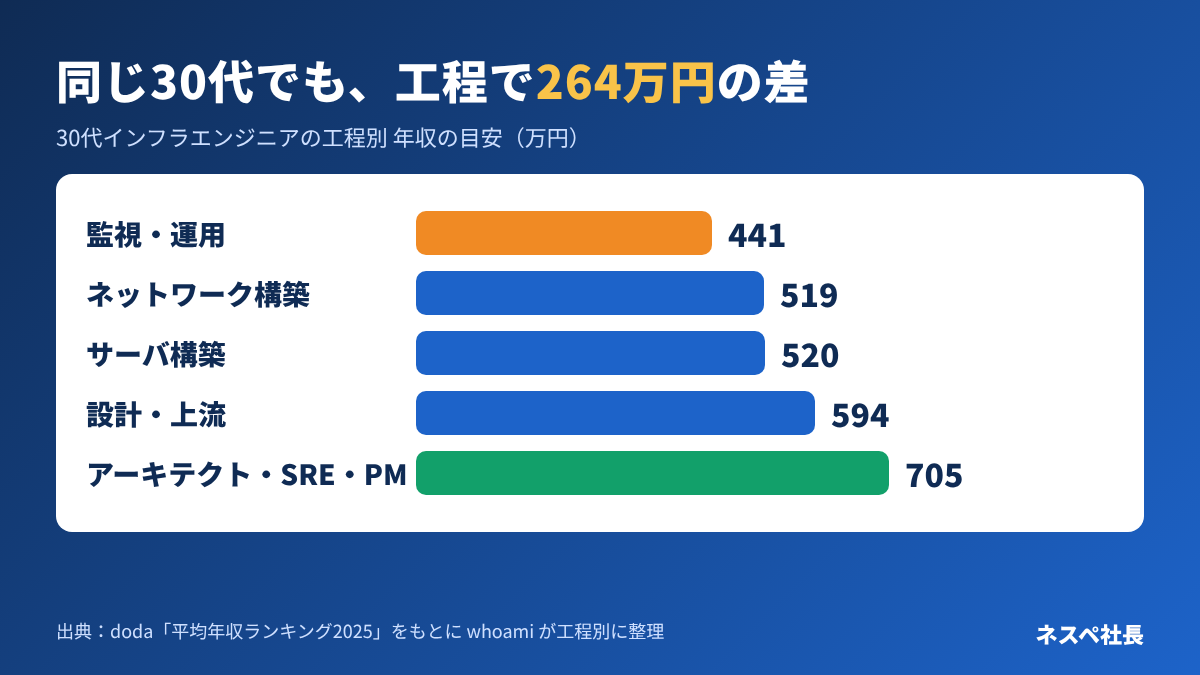 同じ30代でも、工程で264万円の差
30代インフラエンジニアの工程別 年収の目安（万円）
監視・運用 441
ネットワーク構築 519
サーバ構築 520
設計・上流 594
アーキテクト・SRE・PM 705
出典：doda「平均年収ランキング2025」をもとに whoami が工程別に整理
ネスペ社長